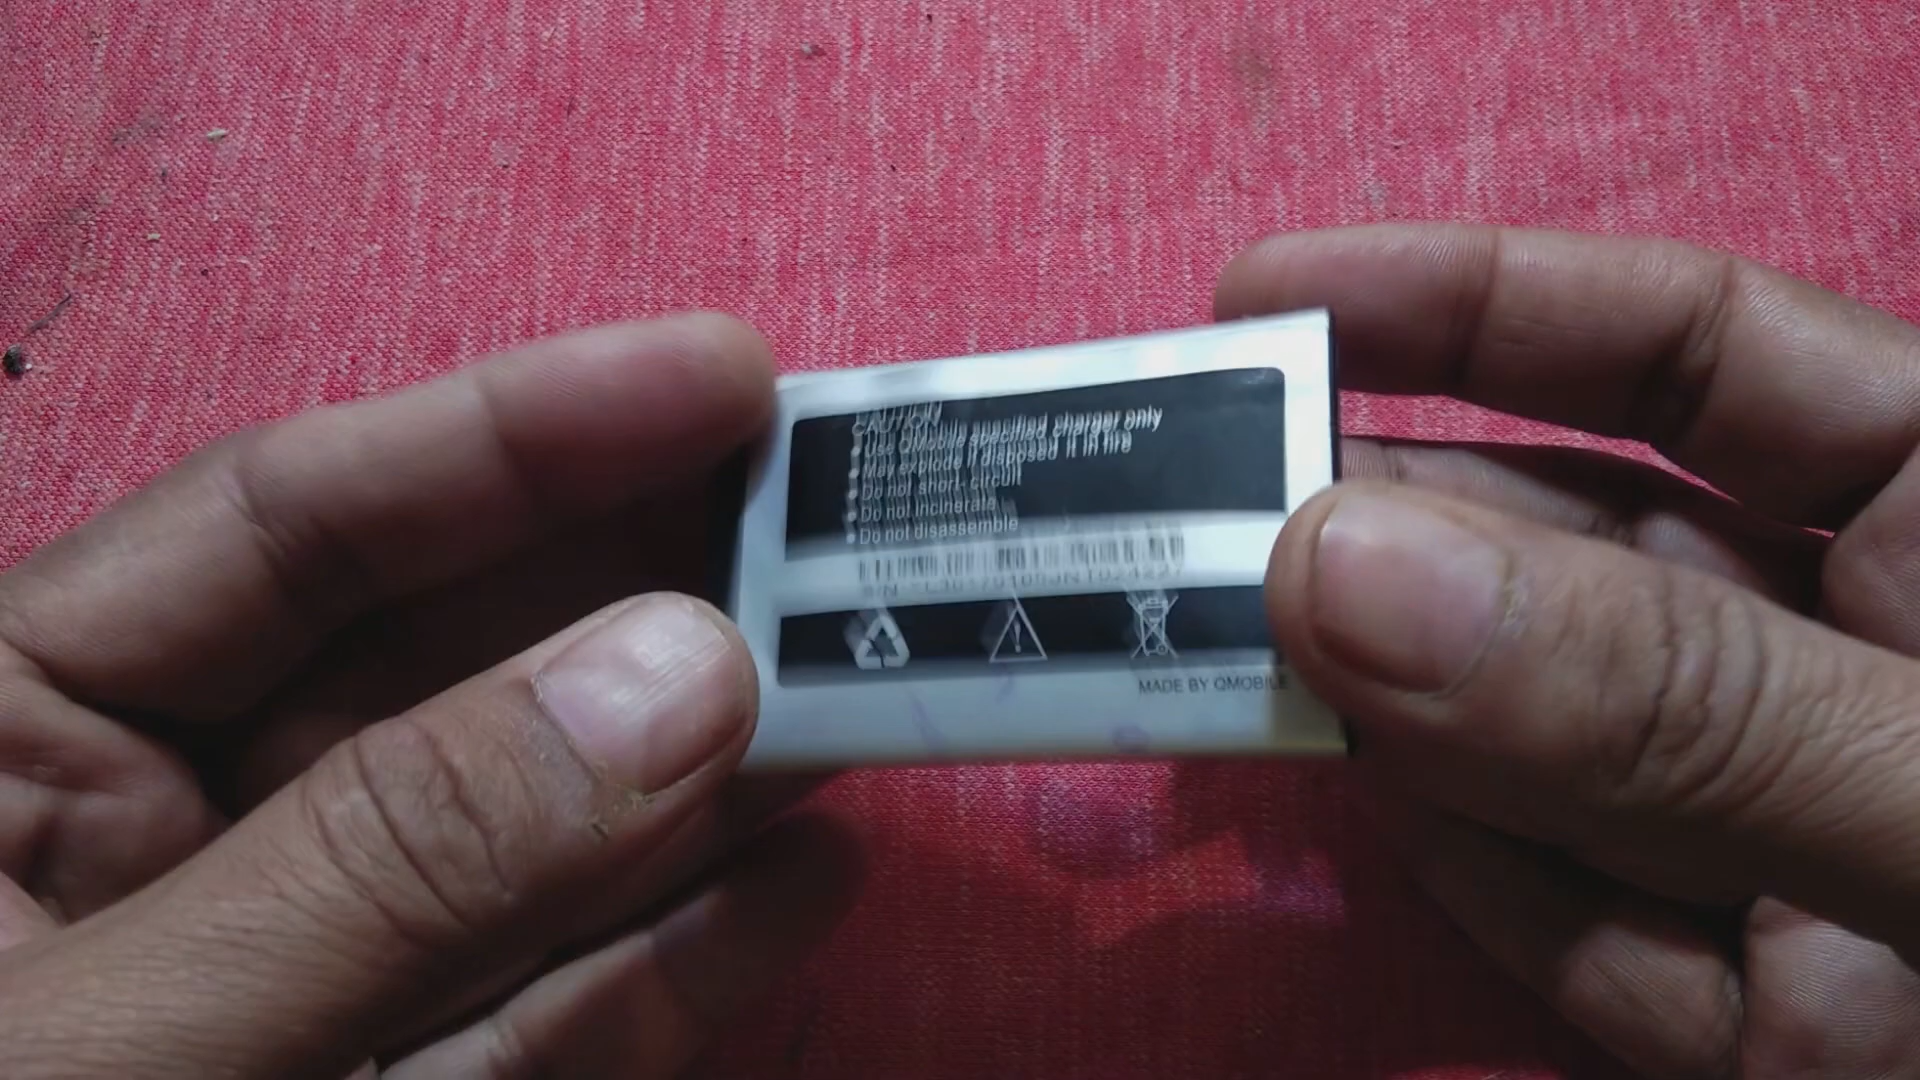 CAUTION
• Use QMobile specified charger only
• May explode if disposed it in fire
• Do not short-circuit
• Do not incinerate
• Do not disassemble
S/N
MADE BY QMOBILE